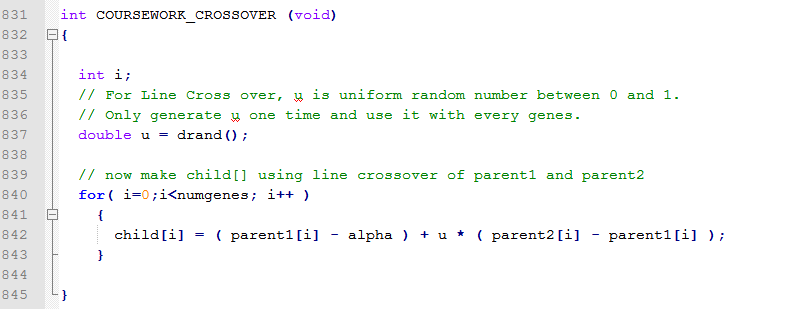 831 int COURSEWORK_CROSSOVER (void)
832 {
833
834 int i;
835 // For Line Cross over, u is uniform random number between 0 and 1.
836 // Only generate u one time and use it with every genes.
837 double u = drand();
838
839 // now make child[] using line crossover of parent1 and parent2
840 for( i=0;i<numgenes; i++ )
841 {
842 child[i] = ( parent1[i] - alpha ) + u * ( parent2[i] - parent1[i] );
843 }
844
845 }